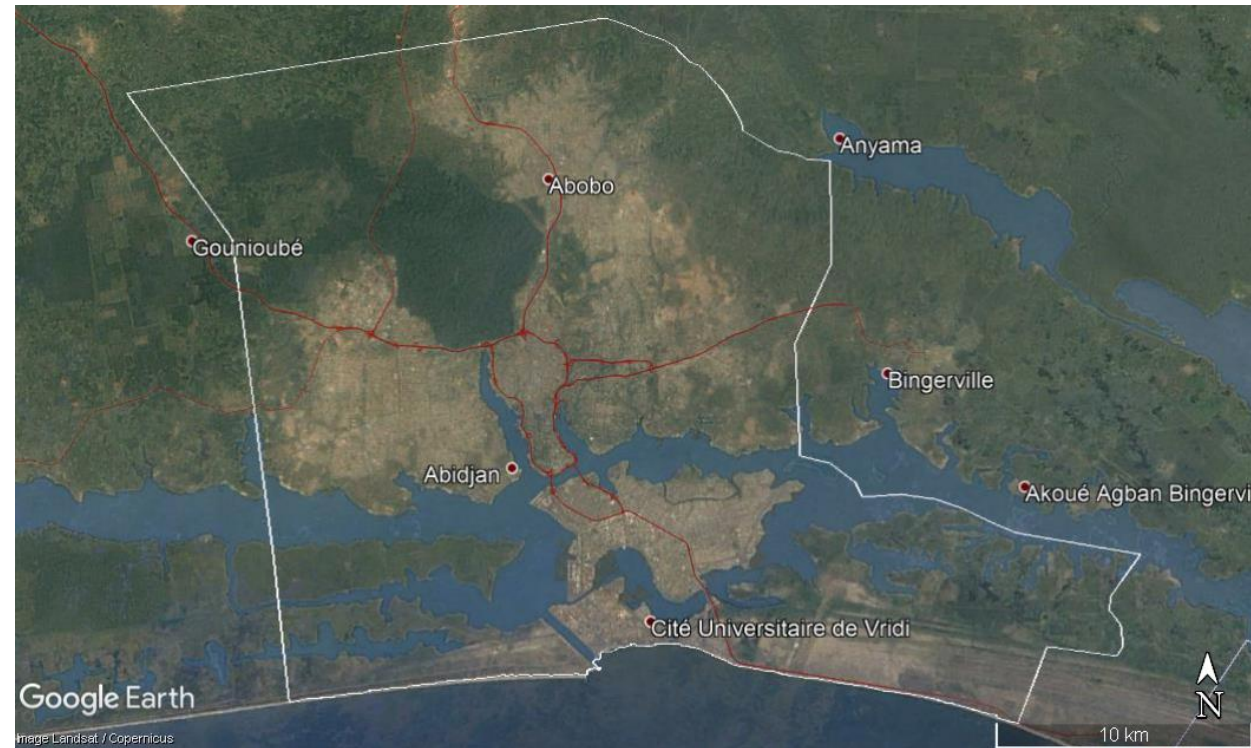 Anyama
Abobo
Gounioubé
Bingerville
Abidjan
Akoué Agban Bingervi
Cité Universitaire de Vridi
Google Earth
N
Image Landsat / Copernicus
10 km